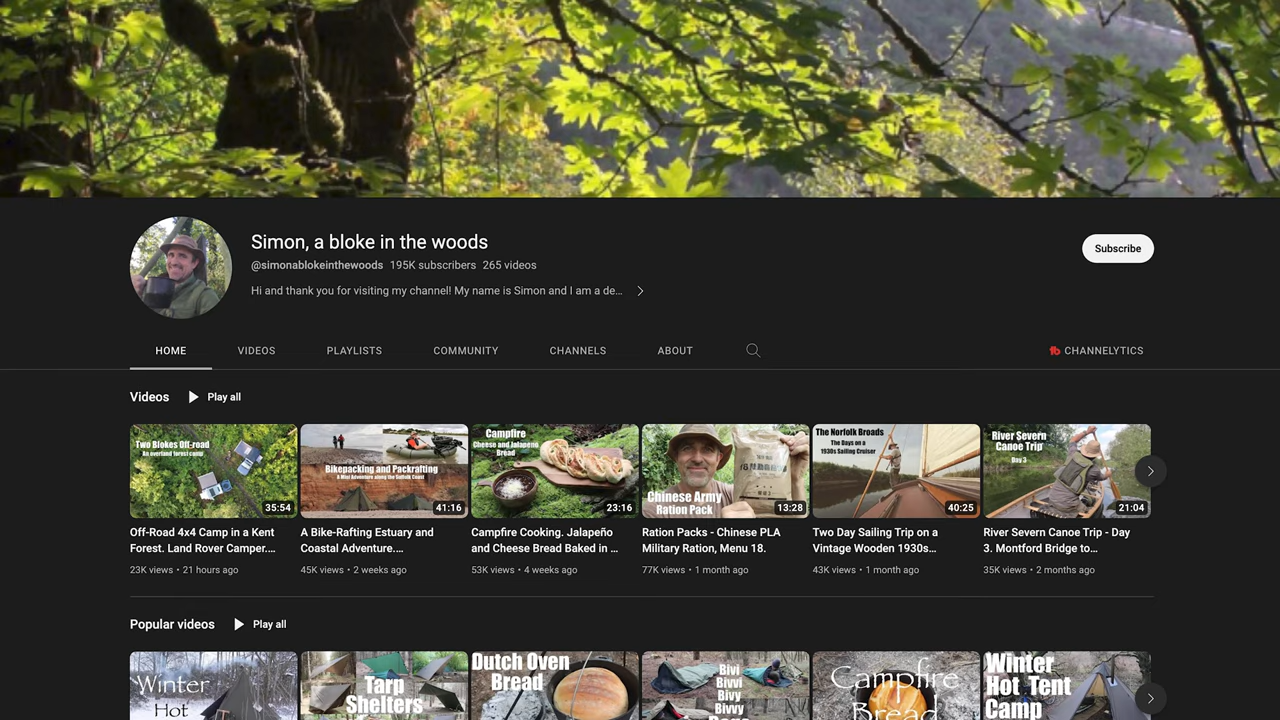 Simon, a bloke in the woods
@simonablokeinthewoods 195K subscribers 265 videos
Hi and thank you for visiting my channel! My name is Simon and I am a de...
Subscribe
HOME
VIDEOS
PLAYLISTS
COMMUNITY
CHANNELS
ABOUT
CHANNELYTICS
Videos
Play all
Two Blokes Off-road
An overland forest camp
35:54
Off-Road 4x4 Camp in a Kent
Forest. Land Rover Camper....
23K views • 21 hours ago
Bikepacking and Packrafting
A Mini Adventure along the Suffolk Coast
41:16
A Bike-Rafting Estuary and
Coastal Adventure....
45K views • 2 weeks ago
Campfire
Cheese and Jalapeno
Bread
23:16
Campfire Cooking. Jalapeño
and Cheese Bread Baked in ...
53K views • 4 weeks ago
Chinese Army
Ration Pack
13:28
Ration Packs - Chinese PLA
Military Ration, Menu 18.
77K views • 1 month ago
The Norfolk Broads
The Days on a
1930s Sailing Cruiser
40:25
Two Day Sailing Trip on a
Vintage Wooden 1930s...
43K views • 1 month ago
River Severn
Canoe Trip
Day 3
21:04
River Severn Canoe Trip - Day
3. Montford Bridge to...
35K views • 2 months ago
Popular videos
Play all
Winter
Hot
Tarp
Shelters
Dutch Oven
Bread
Bivi
Bivvi
Bivy
Bivvy
Bags
Campfire
Bread
Winter
Hot Tent
Camp